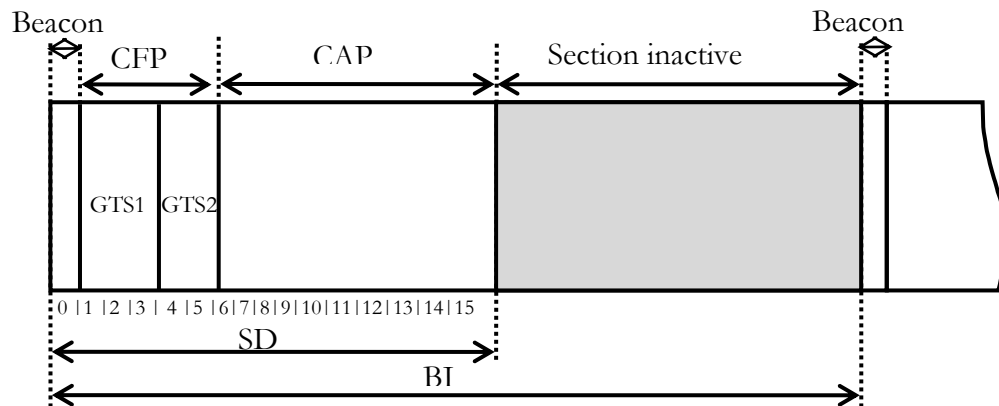 Beacon Beacon
CFP CAP Section inactive
GTS1 GTS2
0 |1 |2 |3 |4 |5 |6|7|8|9|10|11|12|13|14|15
SD
BI